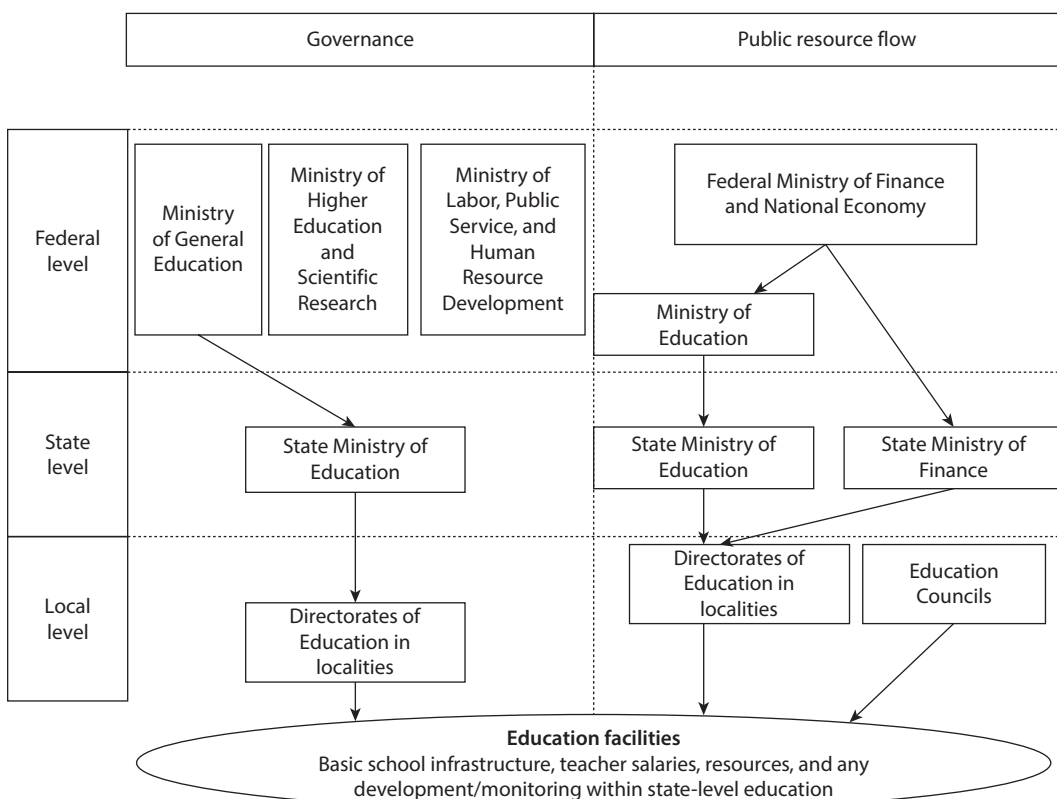 Governance
Public resource flow
Federal
level
Ministry
of General
Education
Ministry of
Higher
Education
and
Scientific
Research
Ministry of
Labor, Public
Service, and
Human
Resource
Development
Federal Ministry of Finance
and National Economy
Ministry of
Education
State
level
State Ministry of
Education
State Ministry of
Education
State Ministry of
Finance
Local
level
Directorates of
Education in
localities
Directorates of
Education in
localities
Education
Councils
Education facilities
Basic school infrastructure, teacher salaries, resources, and any
development/monitoring within state-level education